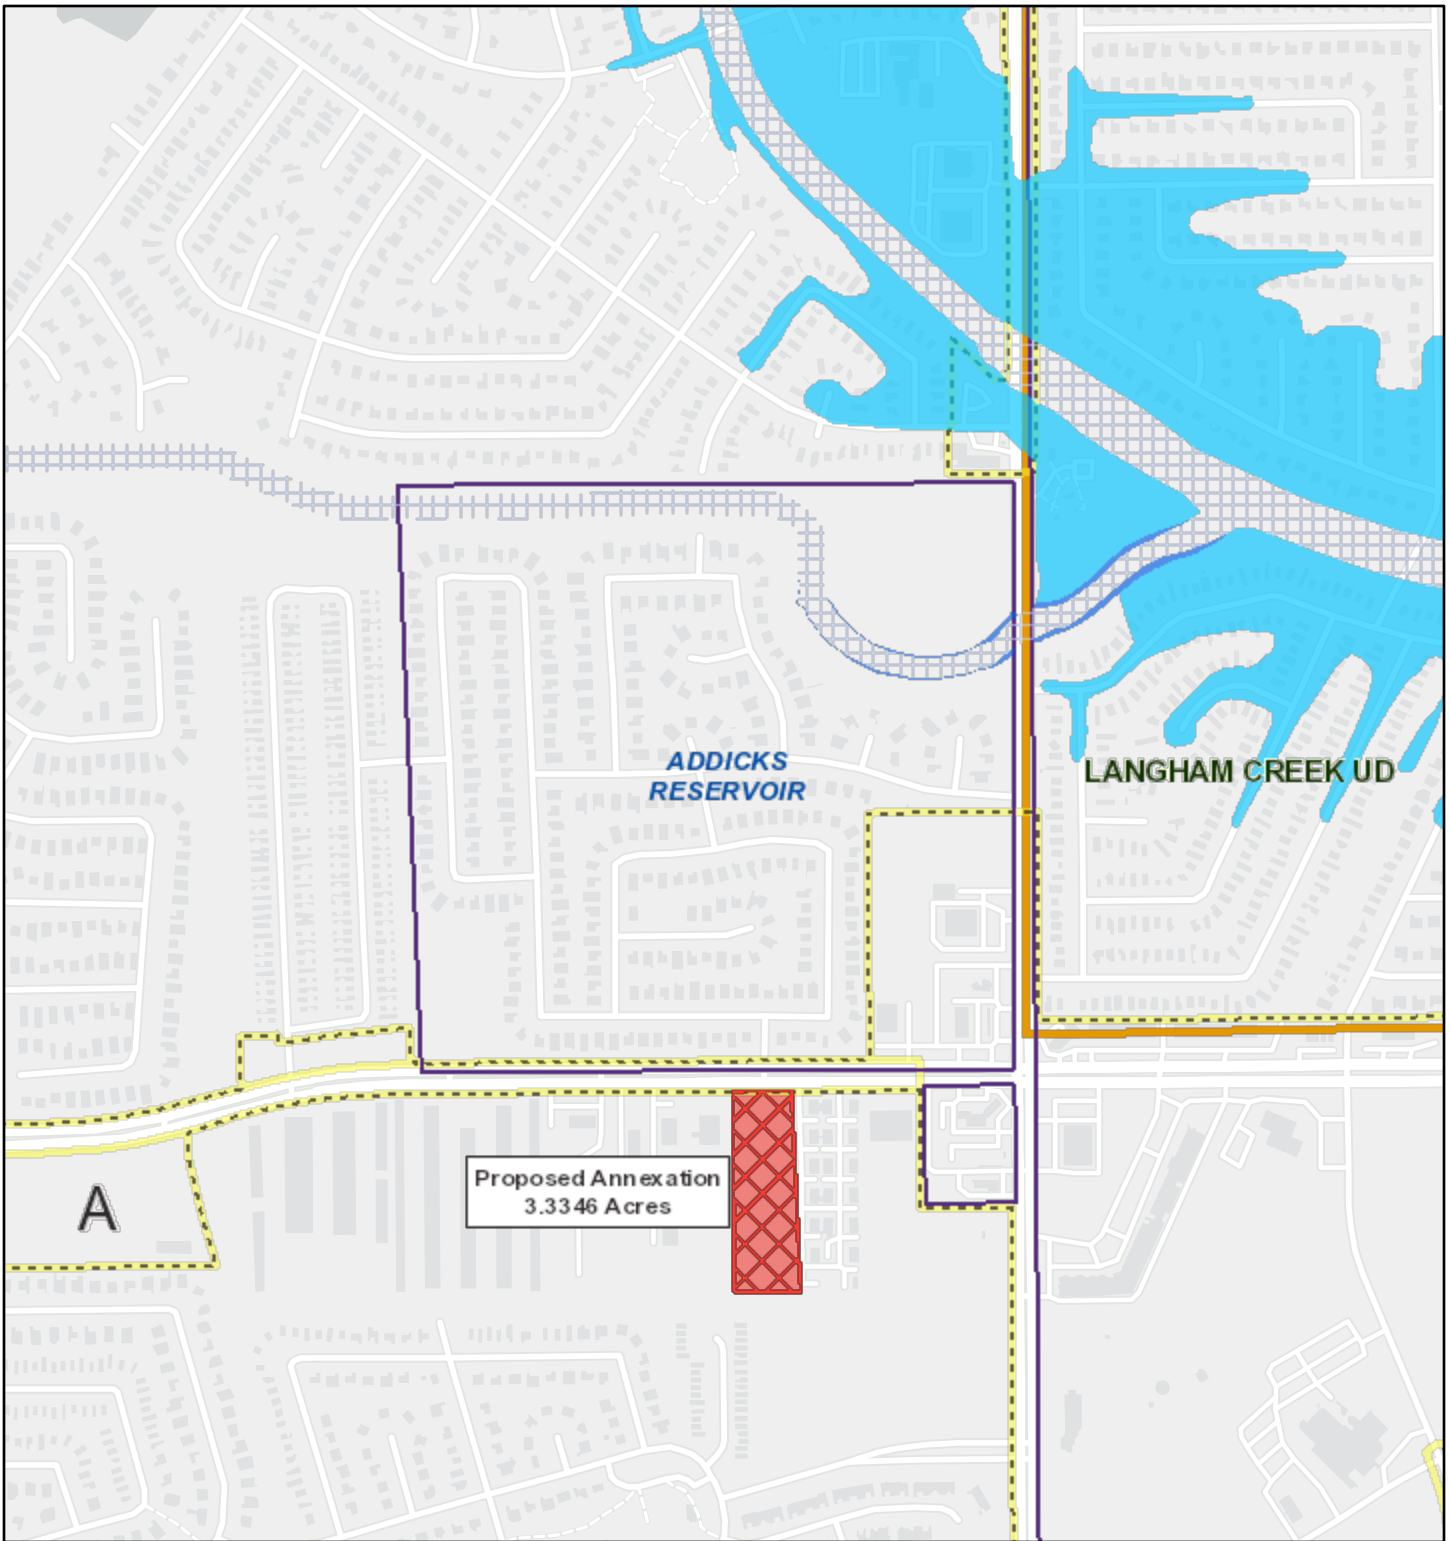 ADDICKS
RESERVOIR
LANGHAM CREEK UD
Proposed Annexation
3.3346 Acres
A